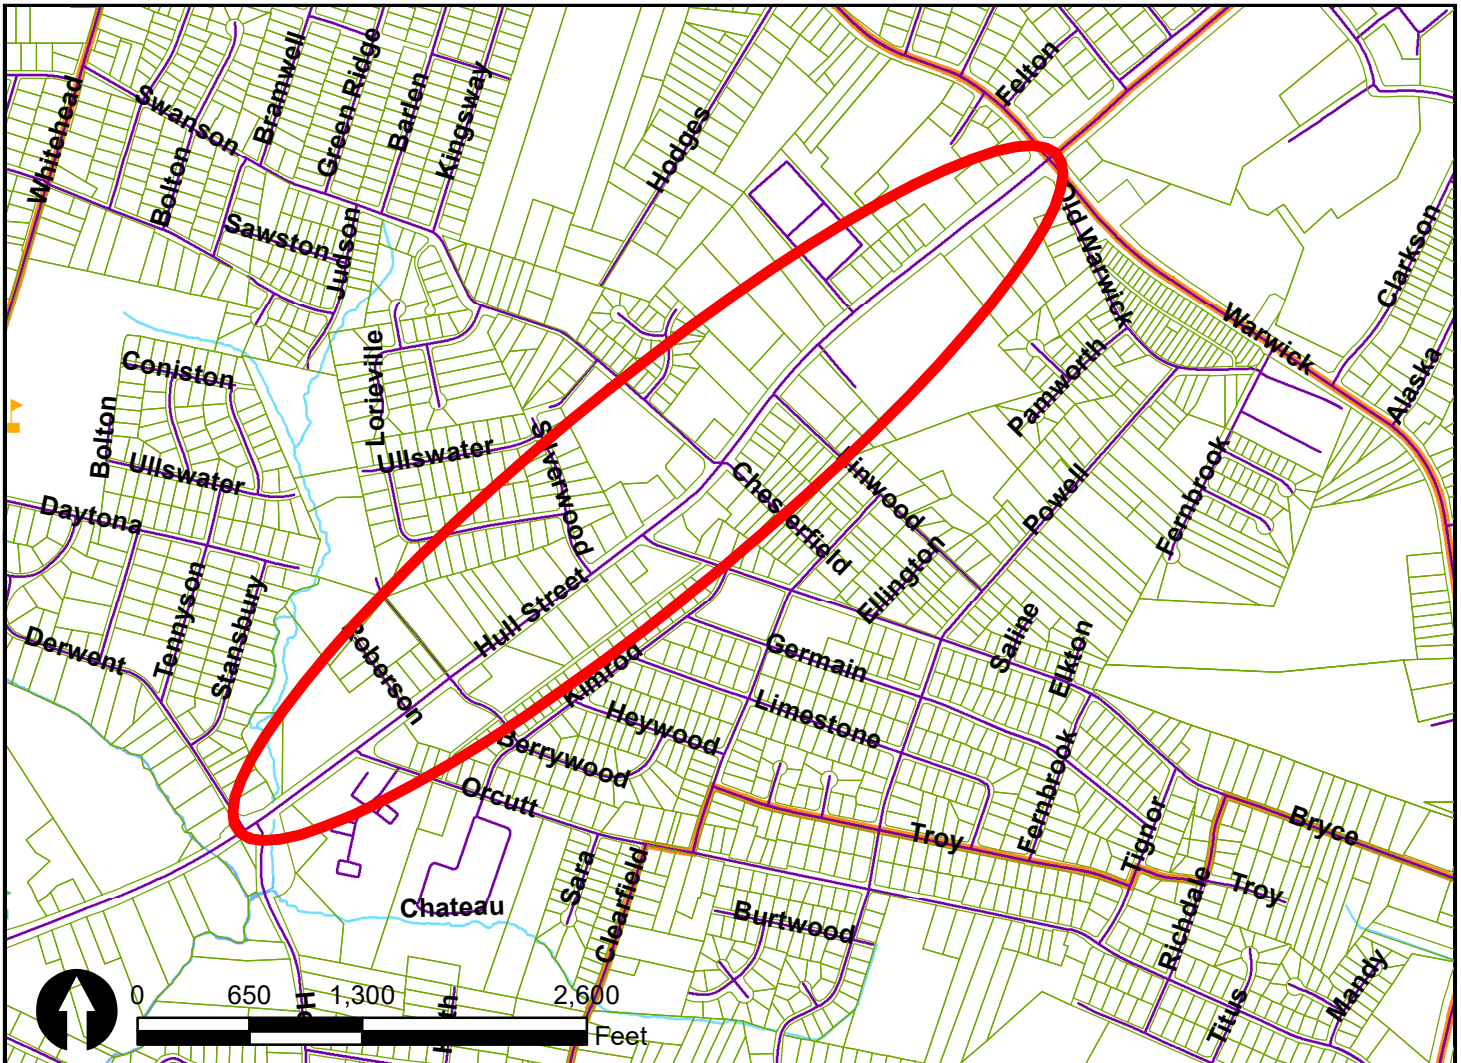 Whitehead
Swanson
Bolton
Bramwell
Green Ridge
Barlen
Kingsway
Hodges
Felton
Sawston
Judson
Old Warwick
Warwick
Clarkson
Alaska
Coniston
Lorieville
Pamworth
Bolton
Ullswater
Ullswater
Silverwood
Daytona
Chesterfield
Linwood
Powell
Fernbrook
Tennyson
Stansbury
Derwent
Roberson
Hull Street
Ellington
Kimrod
Germain
Saline
Elkton
Heywood
Limestone
Berrywood
Orcutt
Fernbrook
Troy
Tignor
Bryce
Sara
Clearfield
Chateau
Burtwood
Richdale
Troy
Titus
Mandy
0 650 1,300 2,600
Feet